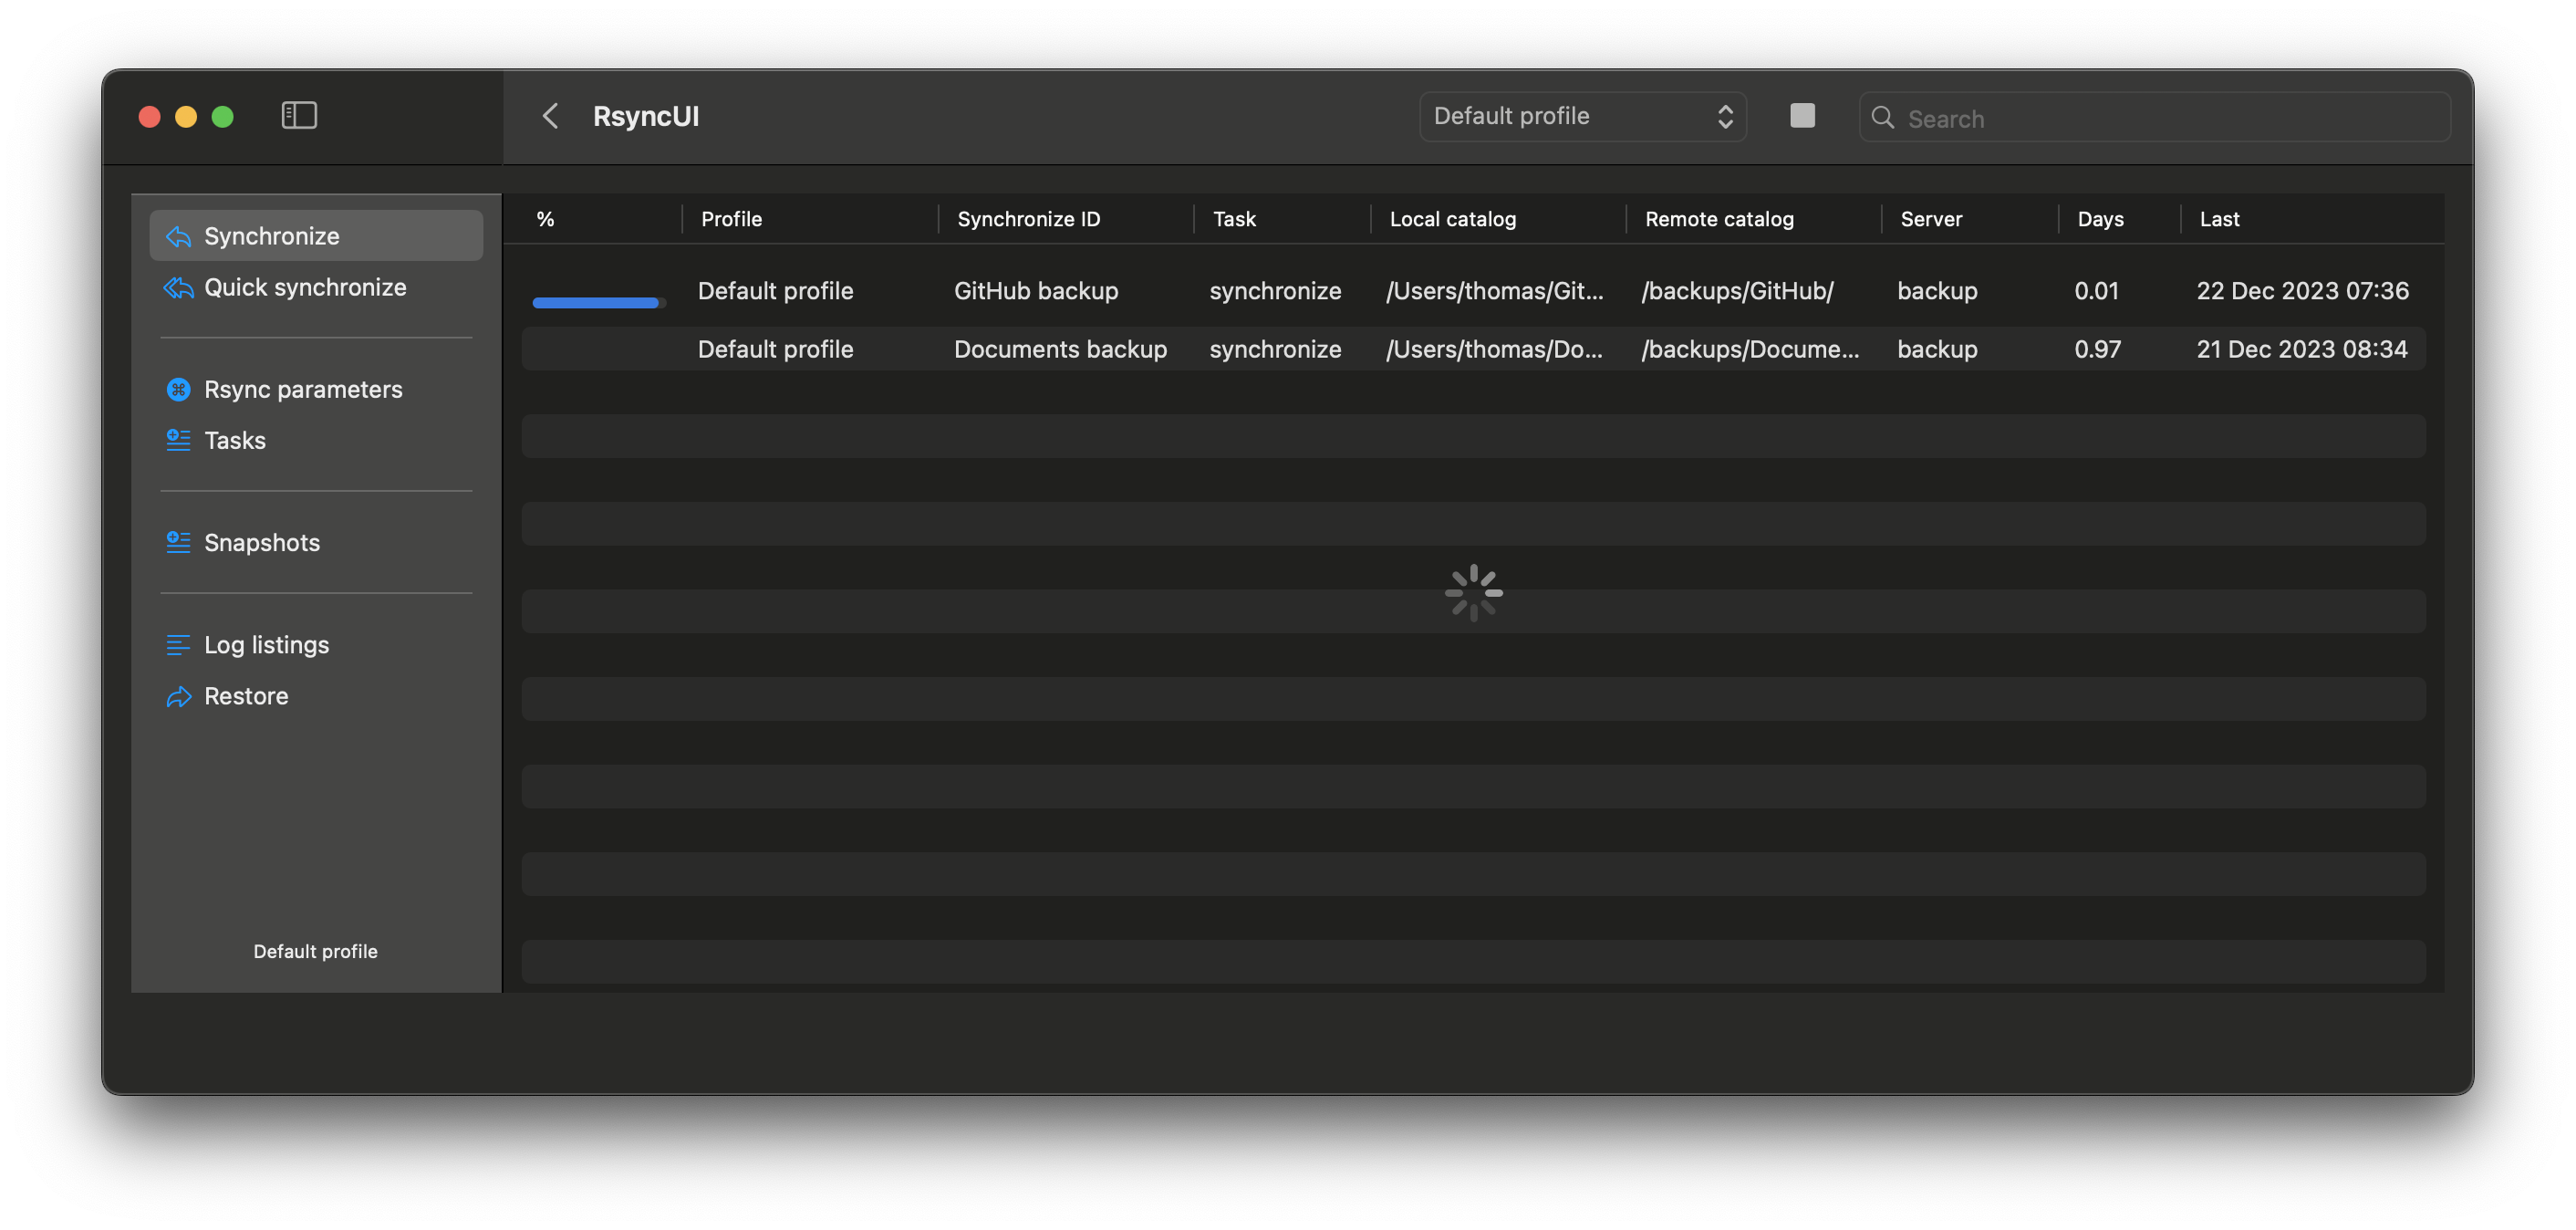 RsyncUI
Default profile
Search
Synchronize
Quick synchronize
Rsync parameters
Tasks
Snapshots
Log listings
Restore
Default profile
% Profile Synchronize ID Task Local catalog Remote catalog Server Days Last
Default profile GitHub backup synchronize /Users/thomas/Git... /backups/GitHub/ backup 0.01 22 Dec 2023 07:36
Default profile Documents backup synchronize /Users/thomas/Do... /backups/Docume... backup 0.97 21 Dec 2023 08:34